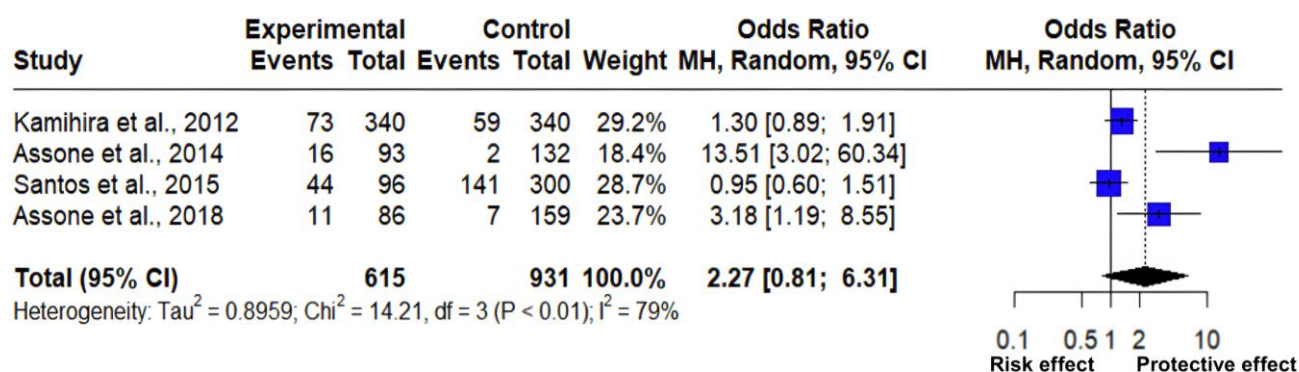 Experimental Control Odds Ratio Odds Ratio
Study Events Total Events Total Weight MH, Random, 95% CI MH, Random, 95% CI
Kamihira et al., 2012 73 340 59 340 29.2% 1.30 [0.89; 1.91]
Assone et al., 2014 16 93 2 132 18.4% 13.51 [3.02; 60.34]
Santos et al., 2015 44 96 141 300 28.7% 0.95 [0.60; 1.51]
Assone et al., 2018 11 86 7 159 23.7% 3.18 [1.19; 8.55]
Total (95% CI) 615 931 100.0% 2.27 [0.81; 6.31]
Heterogeneity: Tau² = 0.8959; Chi² = 14.21, df = 3 (P < 0.01); I² = 79%
0.1 0.5 1 2 10
Risk effect Protective effect